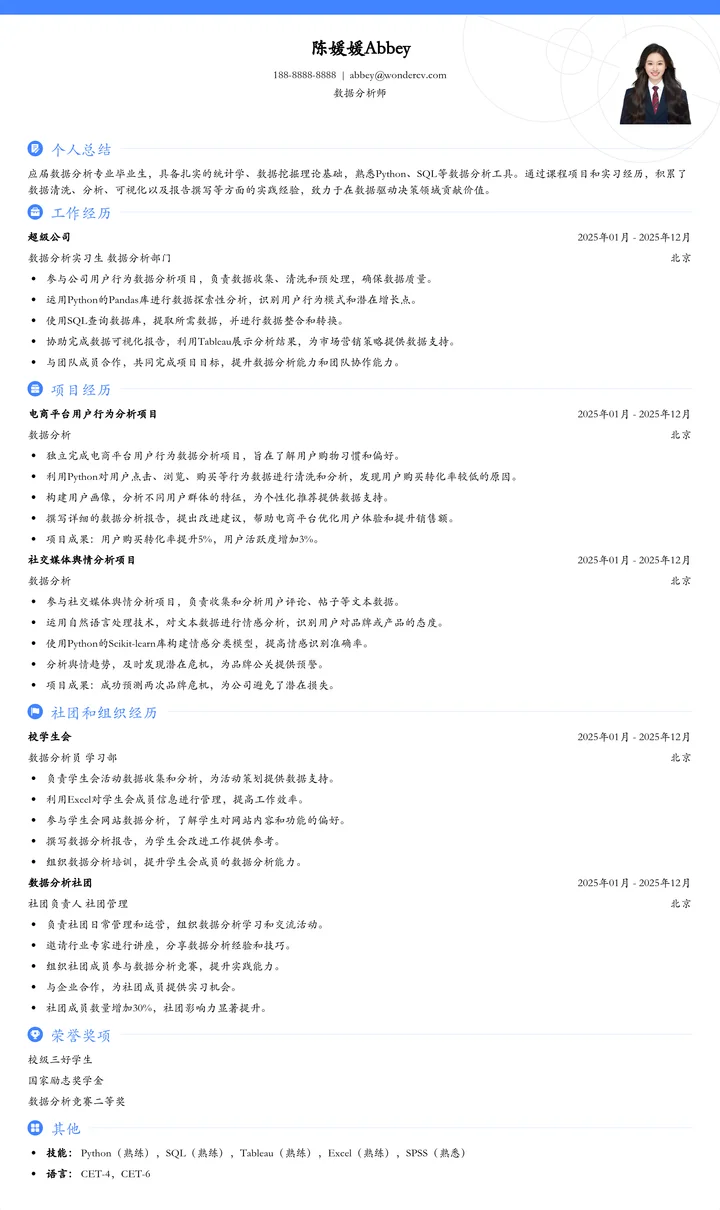 陈媛媛Abbey
188-8888-8888 | abbey@wondercv.com
数据分析师
个人总结
应届数据分析专业毕业生，具备扎实的统计学、数据挖掘理论基础，熟悉Python、SQL等数据分析工具。通过课程项目和实习经历，积累了
数据清洗、分析、可视化以及报告撰写等方面的实践经验，致力于在数据驱动决策领域贡献价值。
工作经历
超级公司 2025年01月 - 2025年12月
数据分析实习生 数据分析部门 北京
• 参与公司用户行为数据分析项目，负责数据收集、清洗和预处理，确保数据质量。
• 运用Python的Pandas库进行数据探索性分析，识别用户行为模式和潜在增长点。
• 使用SQL查询数据库，提取所需数据，并进行数据整合和转换。
• 协助完成数据可视化报告，利用Tableau展示分析结果，为市场营销策略提供数据支持。
• 与团队成员合作，共同完成项目目标，提升数据分析能力和团队协作能力。
项目经历
电商平台用户行为分析项目 2025年01月 - 2025年12月
数据分析 北京
• 独立完成电商平台用户行为数据分析项目，旨在了解用户购物习惯和偏好。
• 利用Python对用户点击、浏览、购买等行为数据进行清洗和分析，发现用户购买转化率较低的原因。
• 构建用户画像，分析不同用户群体的特征，为个性化推荐提供数据支持。
• 撰写详细的数据分析报告，提出改进建议，帮助电商平台优化用户体验和提升销售额。
• 项目成果：用户购买转化率提升5%，用户活跃度增加3%。
社交媒体舆情分析项目 2025年01月 - 2025年12月
数据分析 北京
• 参与社交媒体舆情分析项目，负责收集和分析用户评论、帖子等文本数据。
• 运用自然语言处理技术，对文本数据进行情感分析，识别用户对品牌或产品的态度。
• 使用Python的Scikit-learn库构建情感分类模型，提高情感识别准确率。
• 分析舆情趋势，及时发现潜在危机，为品牌公关提供预警。
• 项目成果：成功预测两次品牌危机，为公司避免了潜在损失。
社团和组织经历
校学生会 2025年01月 - 2025年12月
数据分析员 学习部 北京
• 负责学生会活动数据收集和分析，为活动策划提供数据支持。
• 利用Excel对学生会成员信息进行管理，提高工作效率。
• 参与学生会网站数据分析，了解学生对网站内容和功能的偏好。
• 撰写数据分析报告，为学生会改进工作提供参考。
• 组织数据分析培训，提升学生会成员的数据分析能力。
数据分析社团 2025年01月 - 2025年12月
社团负责人 社团管理 北京
• 负责社团日常管理和运营，组织数据分析学习和交流活动。
• 邀请行业专家进行讲座，分享数据分析经验和技巧。
• 组织社团成员参与数据分析竞赛，提升实践能力。
• 与企业合作，为社团成员提供实习机会。
• 社团成员数量增加30%，社团影响力显著提升。
荣誉奖项
校级三好学生
国家励志奖学金
数据分析竞赛二等奖
其他
• 技能： Python（熟练），SQL（熟练），Tableau（熟练），Excel（熟练），SPSS（熟悉）
• 语言： CET-4，CET-6